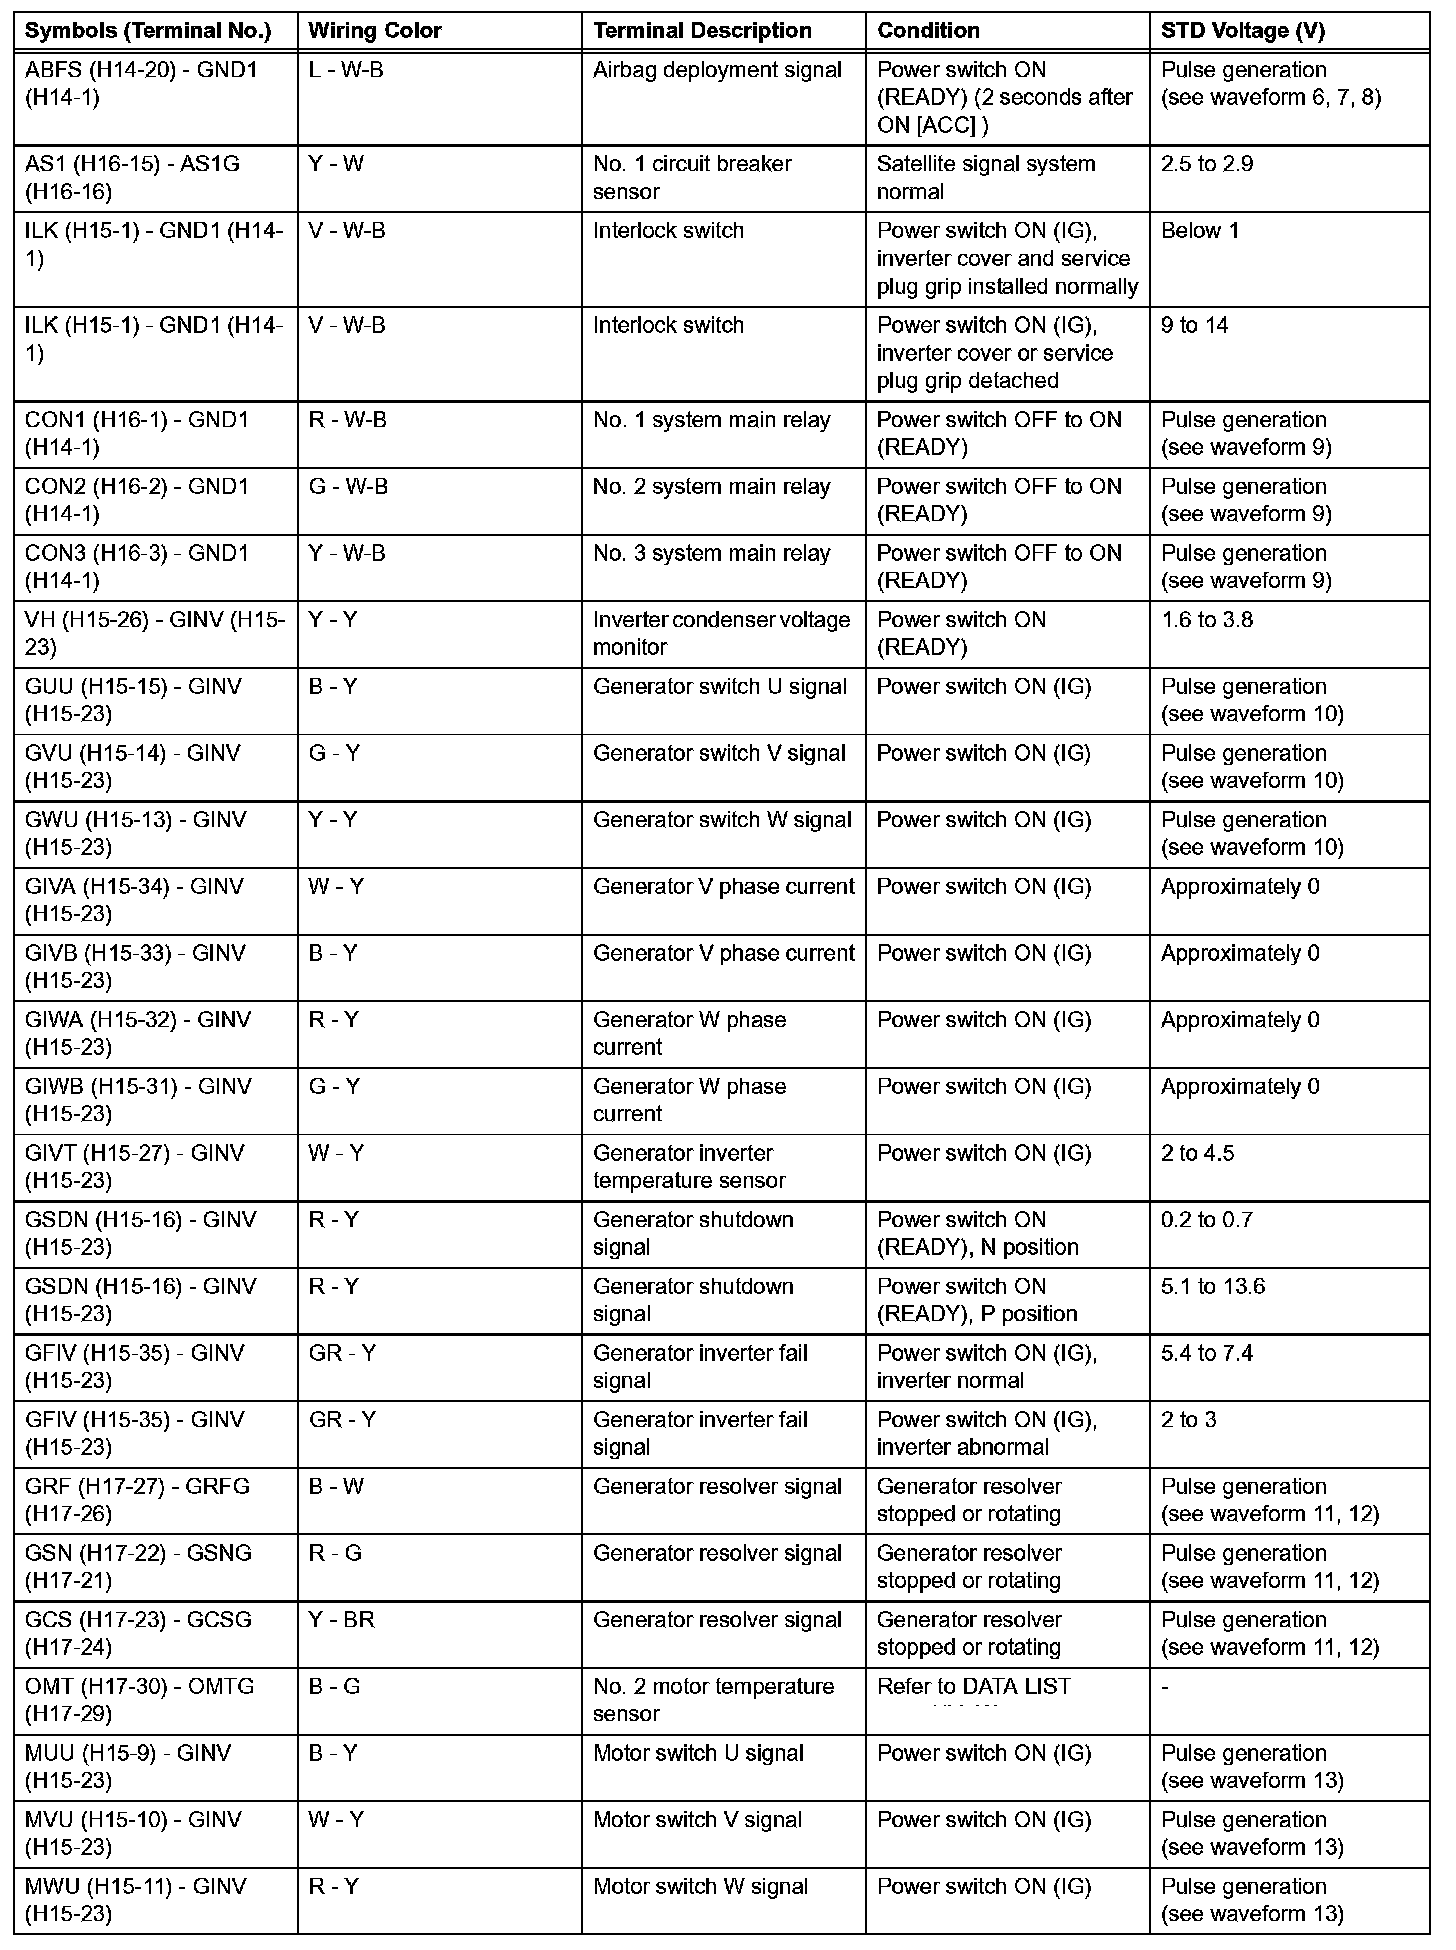 Symbols (Terminal No.) Wiring Color Terminal Description Condition STD Voltage (V)
ABFS (H14-20) - GND1 L - W-B Airbag deployment signal Power switch ON Pulse generation
(H14-1) (READY) (2 seconds after (see waveform 6, 7, 8)
ON [ACC] )
AS1 (H16-15) - AS1G Y - W No. 1 circuit breaker Satellite signal system 2.5 to 2.9
(H16-16) sensor normal
ILK (H15-1) - GND1 (H14- V - W-B Interlock switch Power switch ON (IG), Below 1
1) inverter cover and service
plug grip installed normally
ILK (H15-1) - GND1 (H14- V - W-B Interlock switch Power switch ON (IG), 9 to 14
1) inverter cover or service
plug grip detached
CON1 (H16-1) - GND1 R - W-B No. 1 system main relay Power switch OFF to ON Pulse generation
(H14-1) (READY) (see waveform 9)
CON2 (H16-2) - GND1 G - W-B No. 2 system main relay Power switch OFF to ON Pulse generation
(H14-1) (READY) (see waveform 9)
CON3 (H16-3) - GND1 Y - W-B No. 3 system main relay Power switch OFF to ON Pulse generation
(H14-1) (READY) (see waveform 9)
VH (H15-26) - GINV (H15- Y - Y Inverter condenser voltage Power switch ON 1.6 to 3.8
23) monitor (READY)
GUU (H15-15) - GINV B - Y Generator switch U signal Power switch ON (IG) Pulse generation
(H15-23) (see waveform 10)
GVU (H15-14) - GINV G - Y Generator switch V signal Power switch ON (IG) Pulse generation
(H15-23) (see waveform 10)
GWU (H15-13) - GINV Y - Y Generator switch W signal Power switch ON (IG) Pulse generation
(H15-23) (see waveform 10)
GIVA (H15-34) - GINV W - Y Generator V phase current Power switch ON (IG) Approximately 0
(H15-23)
GIVB (H15-33) - GINV B - Y Generator V phase current Power switch ON (IG) Approximately 0
(H15-23)
GIWA (H15-32) - GINV R - Y Generator W phase Power switch ON (IG) Approximately 0
(H15-23) current
GIWB (H15-31) - GINV G - Y Generator W phase Power switch ON (IG) Approximately 0
(H15-23) current
GIVT (H15-27) - GINV W - Y Generator inverter Power switch ON (IG) 2 to 4.5
(H15-23) temperature sensor
GSDN (H15-16) - GINV R - Y Generator shutdown Power switch ON 0.2 to 0.7
(H15-23) signal (READY), N position
GSDN (H15-16) - GINV R - Y Generator shutdown Power switch ON 5.1 to 13.6
(H15-23) signal (READY), P position
GFIV (H15-35) - GINV GR - Y Generator inverter fail Power switch ON (IG), 5.4 to 7.4
(H15-23) signal inverter normal
GFIV (H15-35) - GINV GR - Y Generator inverter fail Power switch ON (IG), 2 to 3
(H15-23) signal inverter abnormal
GRF (H17-27) - GRFG B - W Generator resolver signal Generator resolver Pulse generation
(H17-26) stopped or rotating (see waveform 11, 12)
GSN (H17-22) - GSNG R - G Generator resolver signal Generator resolver Pulse generation
(H17-21) stopped or rotating (see waveform 11, 12)
GCS (H17-23) - GCSG Y - BR Generator resolver signal Generator resolver Pulse generation
(H17-24) stopped or rotating (see waveform 11, 12)
OMT (H17-30) - OMTG B - G No. 2 motor temperature Refer to DATA LIST -
(H17-29) sensor
MUU (H15-9) - GINV B - Y Motor switch U signal Power switch ON (IG) Pulse generation
(H15-23) (see waveform 13)
MVU (H15-10) - GINV W - Y Motor switch V signal Power switch ON (IG) Pulse generation
(H15-23) (see waveform 13)
MWU (H15-11) - GINV R - Y Motor switch W signal Power switch ON (IG) Pulse generation
(H15-23) (see waveform 13)